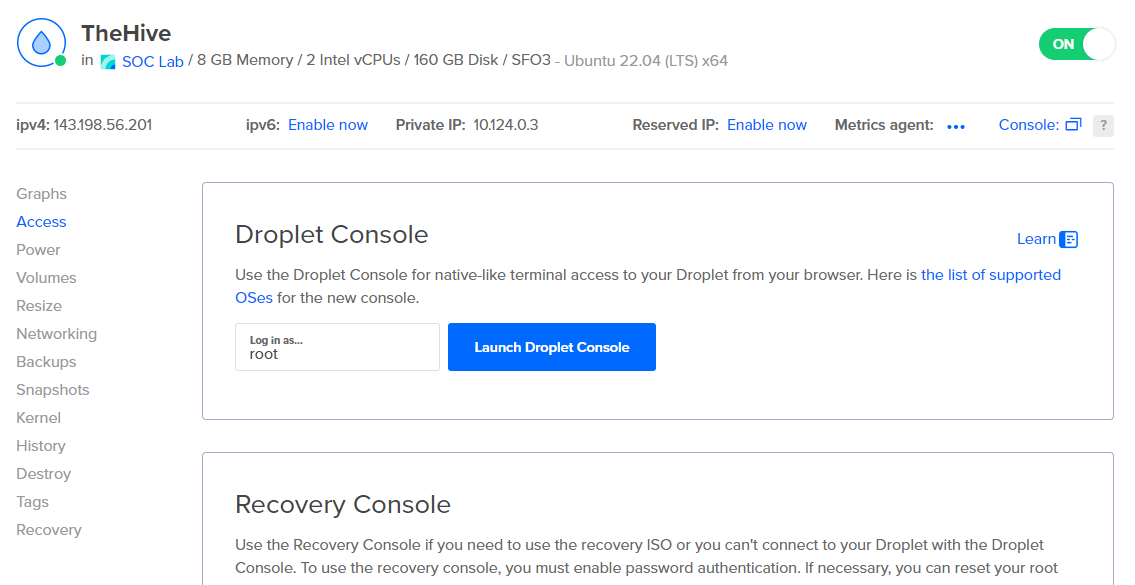 TheHive
in SOC Lab / 8 GB Memory / 2 Intel vCPUs / 160 GB Disk / SFO3 - Ubuntu 22.04 (LTS) x64
ON
ipv4: 143.198.56.201 ipv6: Enable now Private IP: 10.124.0.3 Reserved IP: Enable now Metrics agent: ••• Console: ?
Graphs
Access
Power
Volumes
Resize
Networking
Backups
Snapshots
Kernel
History
Destroy
Tags
Recovery
Droplet Console
Learn
Use the Droplet Console for native-like terminal access to your Droplet from your browser. Here is the list of supported
OSes for the new console.
Log in as...
root
Launch Droplet Console
Recovery Console
Use the Recovery Console if you need to use the recovery ISO or you can't connect to your Droplet with the Droplet
Console. To use the recovery console, you must enable password authentication. If necessary, you can reset your root